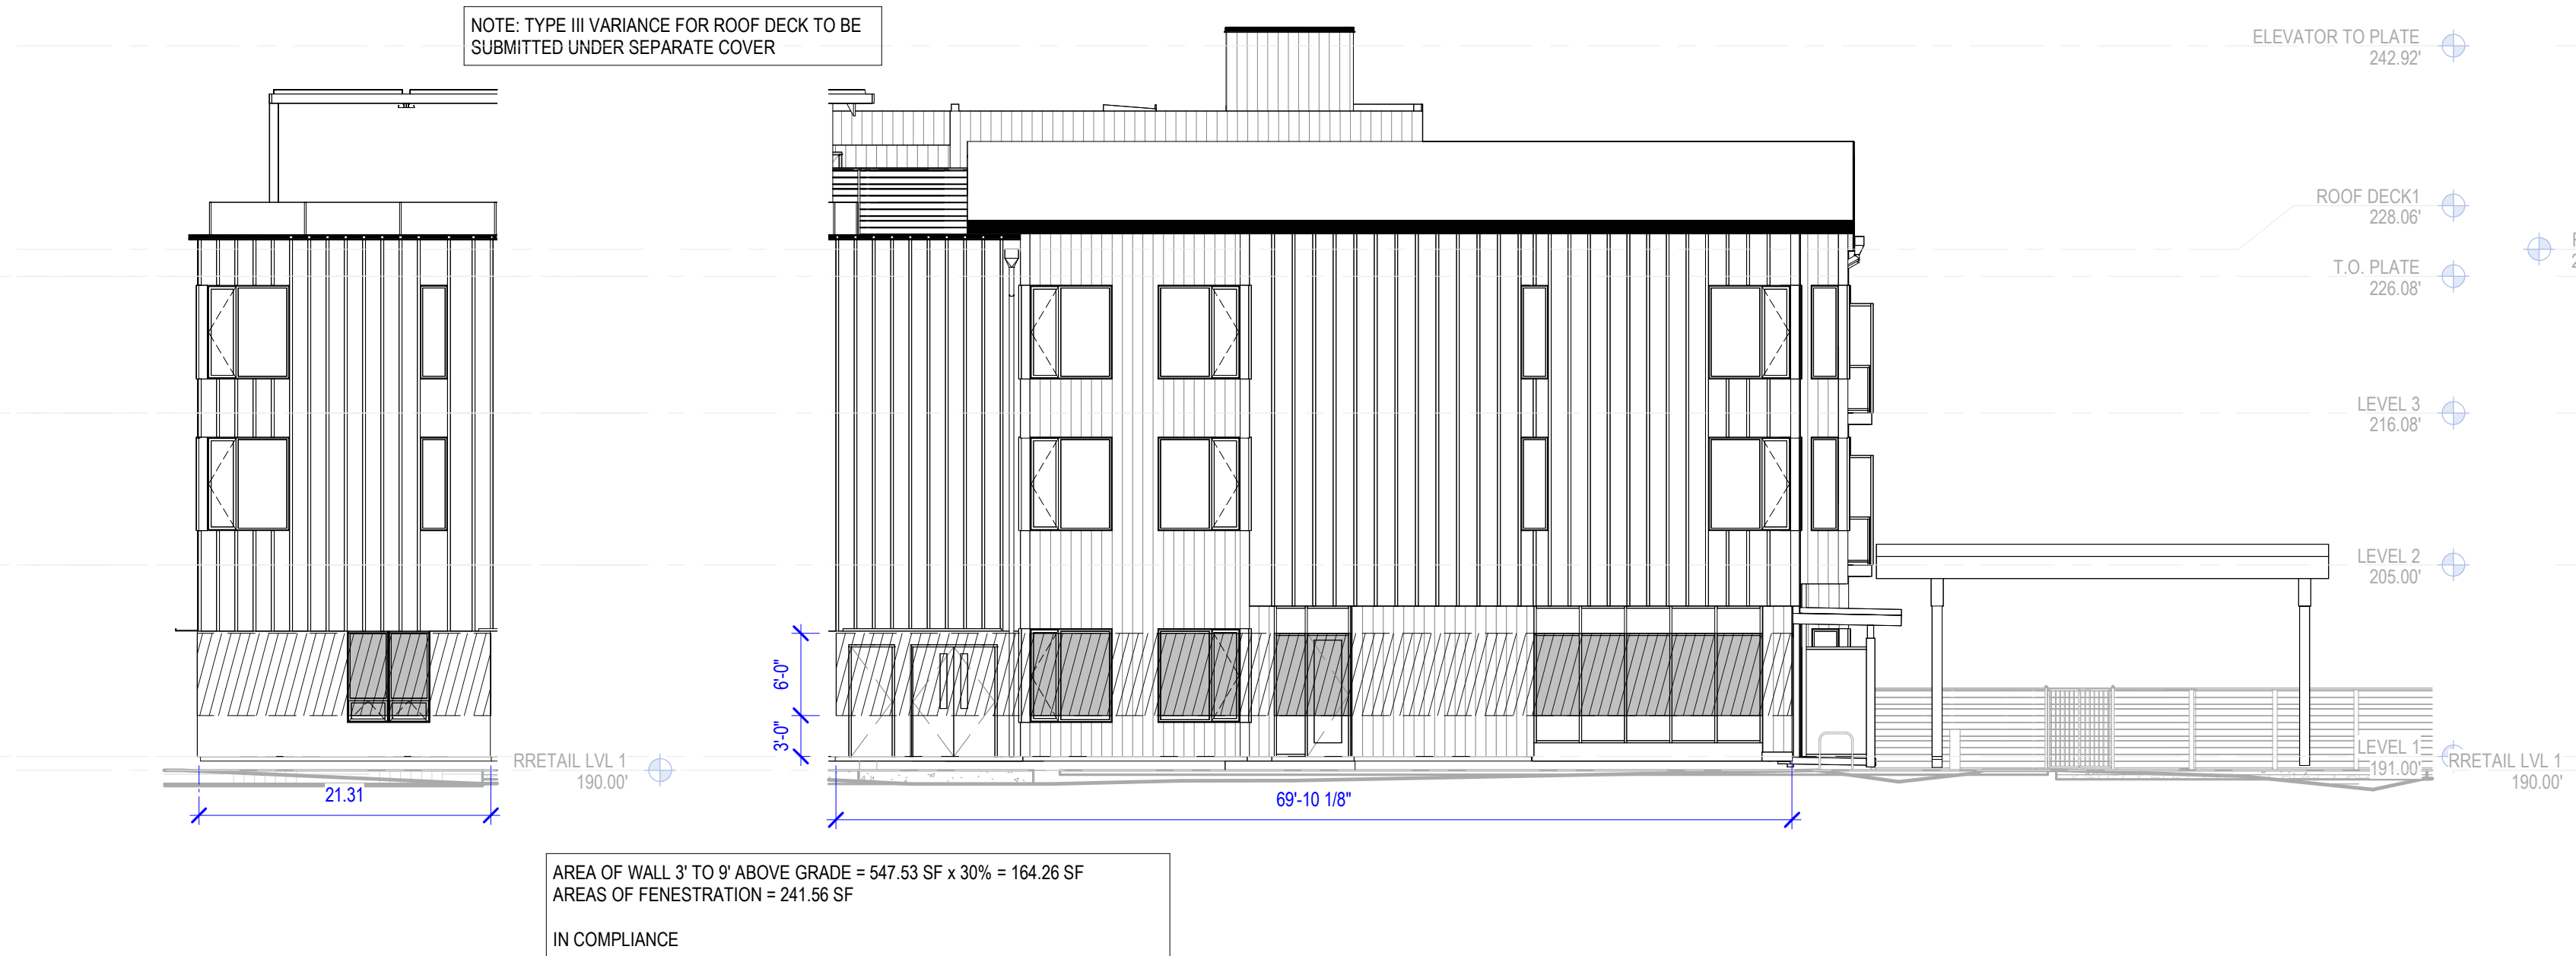 NOTE: TYPE III VARIANCE FOR ROOF DECK TO BE
SUBMITTED UNDER SEPARATE COVER
ELEVATOR TO PLATE
242.92'
ROOF DECK1
228.06'
T.O. PLATE
226.08'
LEVEL 3
216.08'
LEVEL 2
205.00'
6'-0"
3'-0"
RRETAIL LVL 1
190.00'
LEVEL 1
191.00'
RRETAIL LVL 1
190.00'
21.31
69'-10 1/8"
AREA OF WALL 3' TO 9' ABOVE GRADE = 547.53 SF x 30% = 164.26 SF
AREAS OF FENESTRATION = 241.56 SF
IN COMPLIANCE